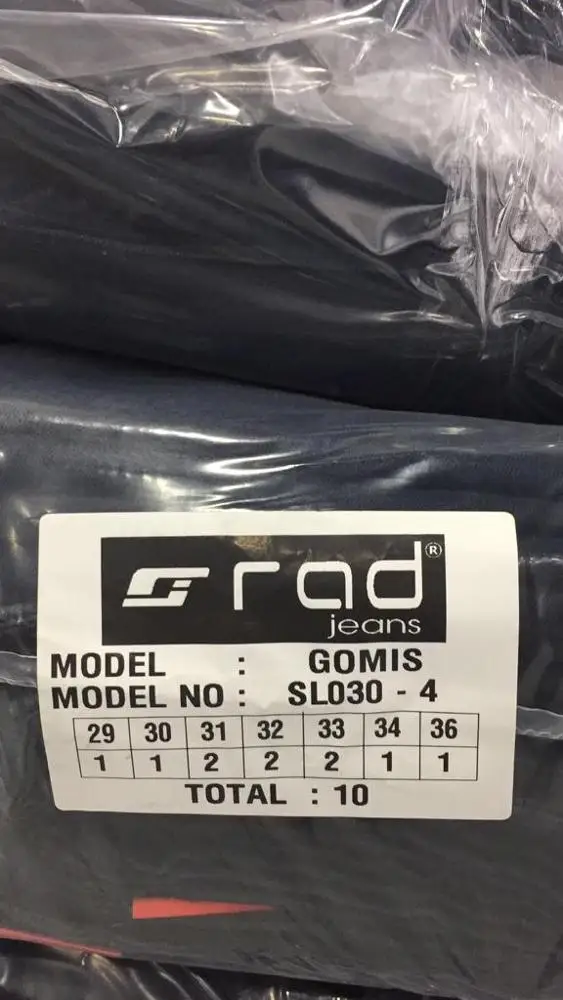 rad®
jeans
MODEL : GOMIS
MODEL NO : SL030 - 4
29 30 31 32 33 34 36
1 1 2 2 2 1 1
TOTAL : 10